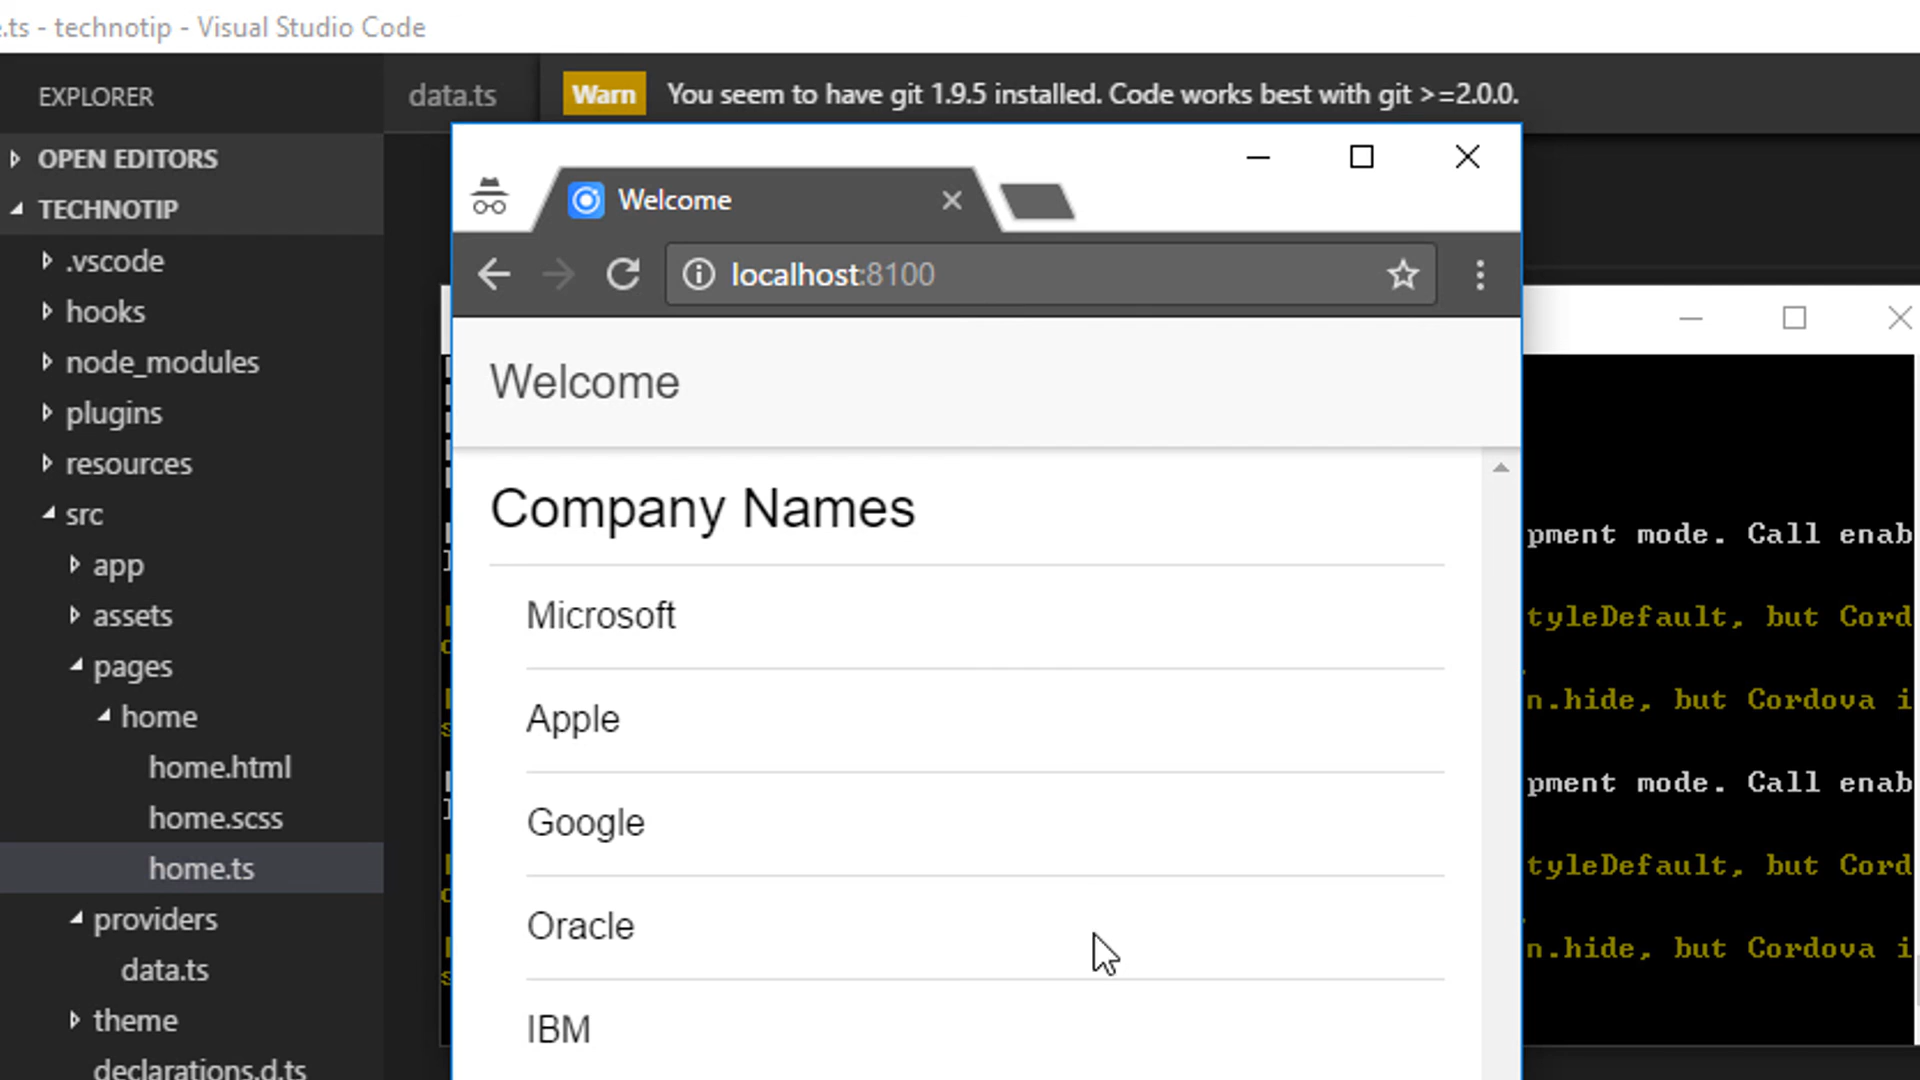 .ts - technotip - Visual Studio Code
EXPLORER
data.ts
Warn You seem to have git 1.9.5 installed. Code works best with git >=2.0.0.
OPEN EDITORS
TECHNOTIP
.vscode
hooks
node_modules
plugins
resources
src
app
assets
pages
home
home.html
home.scss
home.ts
providers
data.ts
theme
declarations.d.ts
Welcome
localhost:8100
Welcome
Company Names
Microsoft
Apple
Google
Oracle
IBM
pment mode. Call enab
tyleDefault, but Cord
n.hide, but Cordova i
pment mode. Call enab
tyleDefault, but Cord
n.hide, but Cordova i